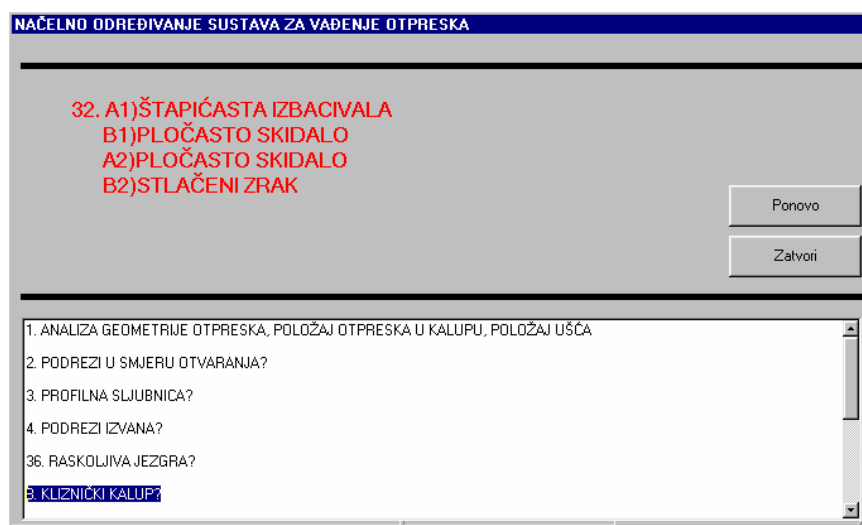 NAČELNO ODREĐIVANJE SUSTAVA ZA VAĐENJE OTPRESKA
32. A1)ŠTAPIĆASTA IZBACIVALA
B1)PLOČASTO SKIDALO
A2)PLOČASTO SKIDALO
B2)STLAČENI ZRAK
Ponovo
Zatvori
1. ANALIZA GEOMETRIJE OTPRESKA, POLOŽAJ OTPRESKA U KALUPU, POLOŽAJ UŠĆA
2. PODREZI U SMJERU OTVARANJA?
3. PROFILNA SLJUBNICA?
4. PODREZI IZVANA?
36. RASKOLJIVA JEZGRA?
8. KLIZNIČKI KALUP?